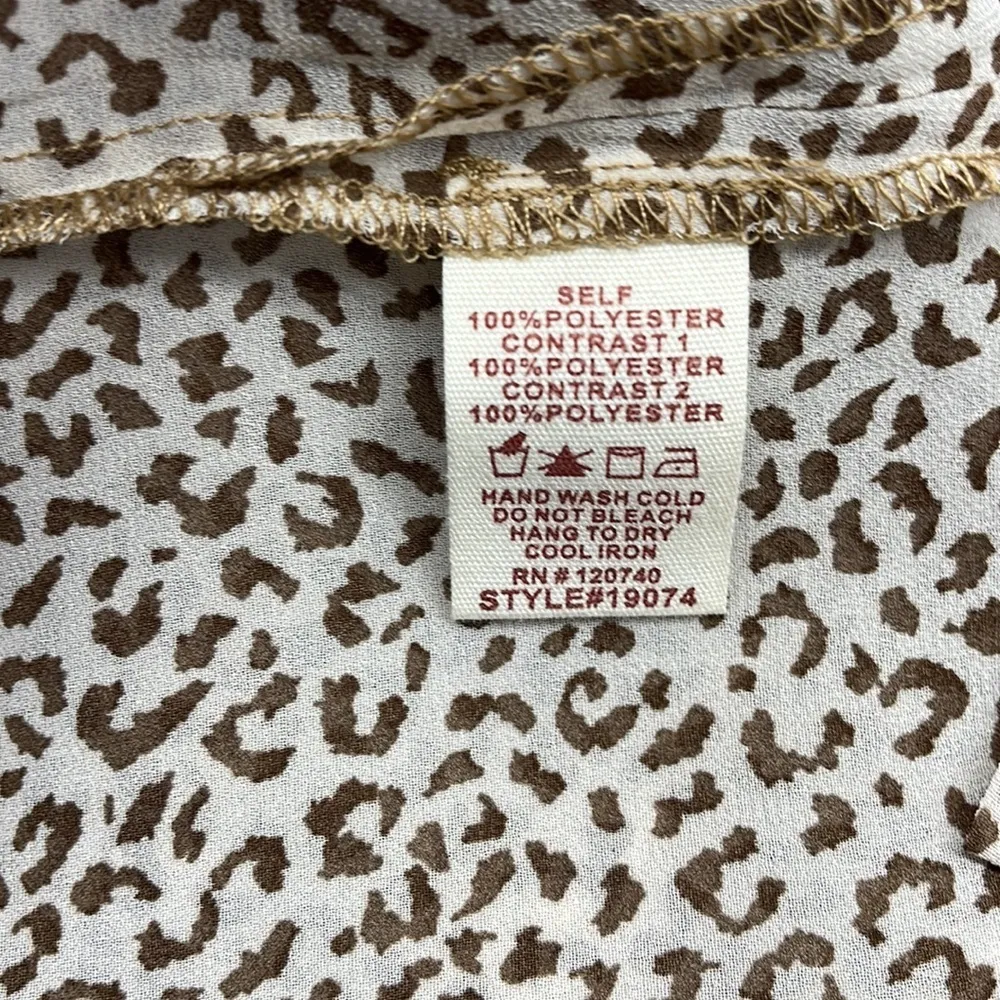 SELF
100%POLYESTER
CONTRAST 1
100%POLYESTER
CONTRAST 2
100%POLYESTER
HAND WASH COLD
DO NOT BLEACH
HANG TO DRY
COOL IRON
RN # 120740
STYLE#19074